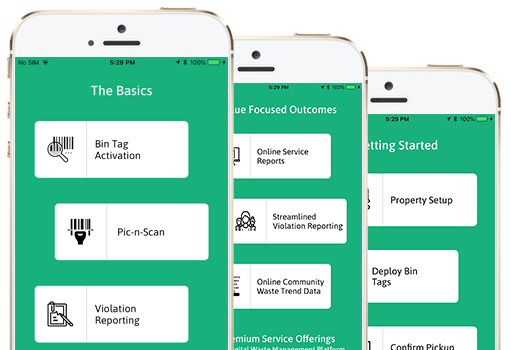 No SIM 5:29 PM 100%
The Basics
Bin Tag
Activation
Pic-n-Scan
Violation
Reporting
5:29 PM 100%
ue Focused Outcomes
Online Service
Reports
Streamlined
Violation Reporting
Online Community
Waste Trend Data
emium Service Offerings
igital Waste Management Platform
5:29 PM 100%
etting Started
Property Setup
Deploy Bin
Tags
Confirm Pickup